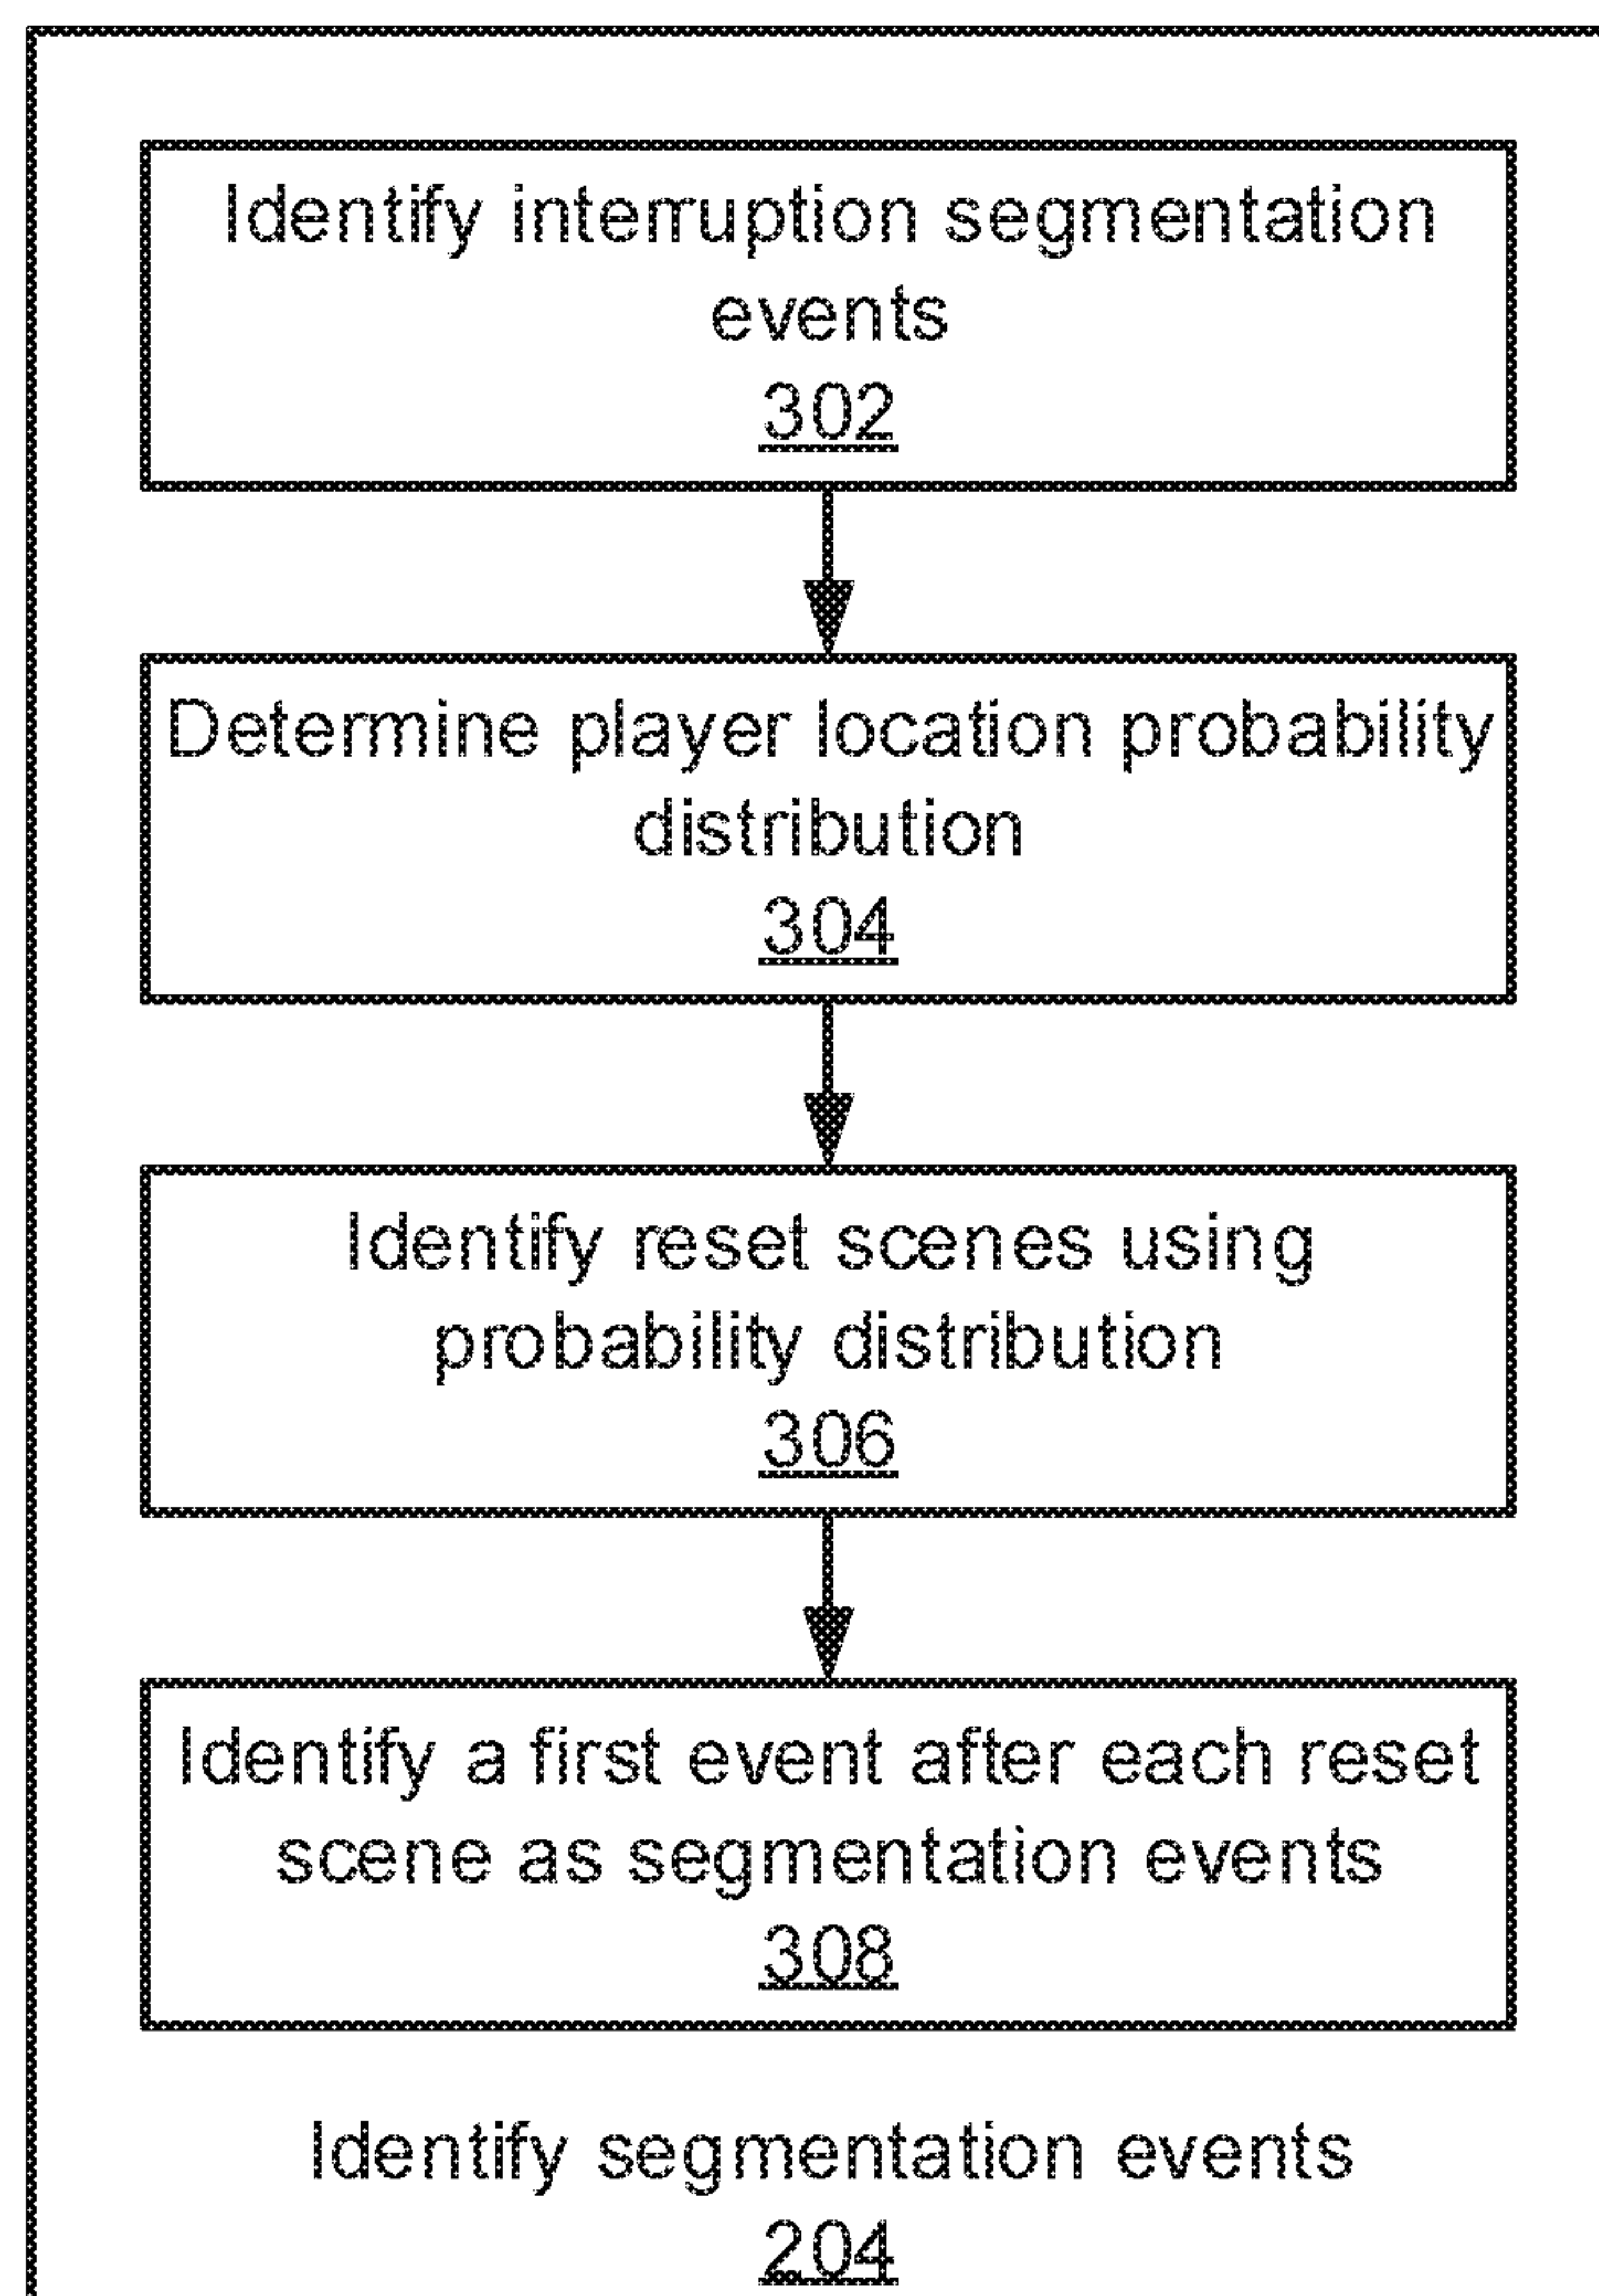 Identify interruption segmentation
events
302
Determine player location probability
distribution
304
Identify reset scenes using
probability distribution
306
Identify a first event after each reset
scene as segmentation events
308
Identify segmentation events
204